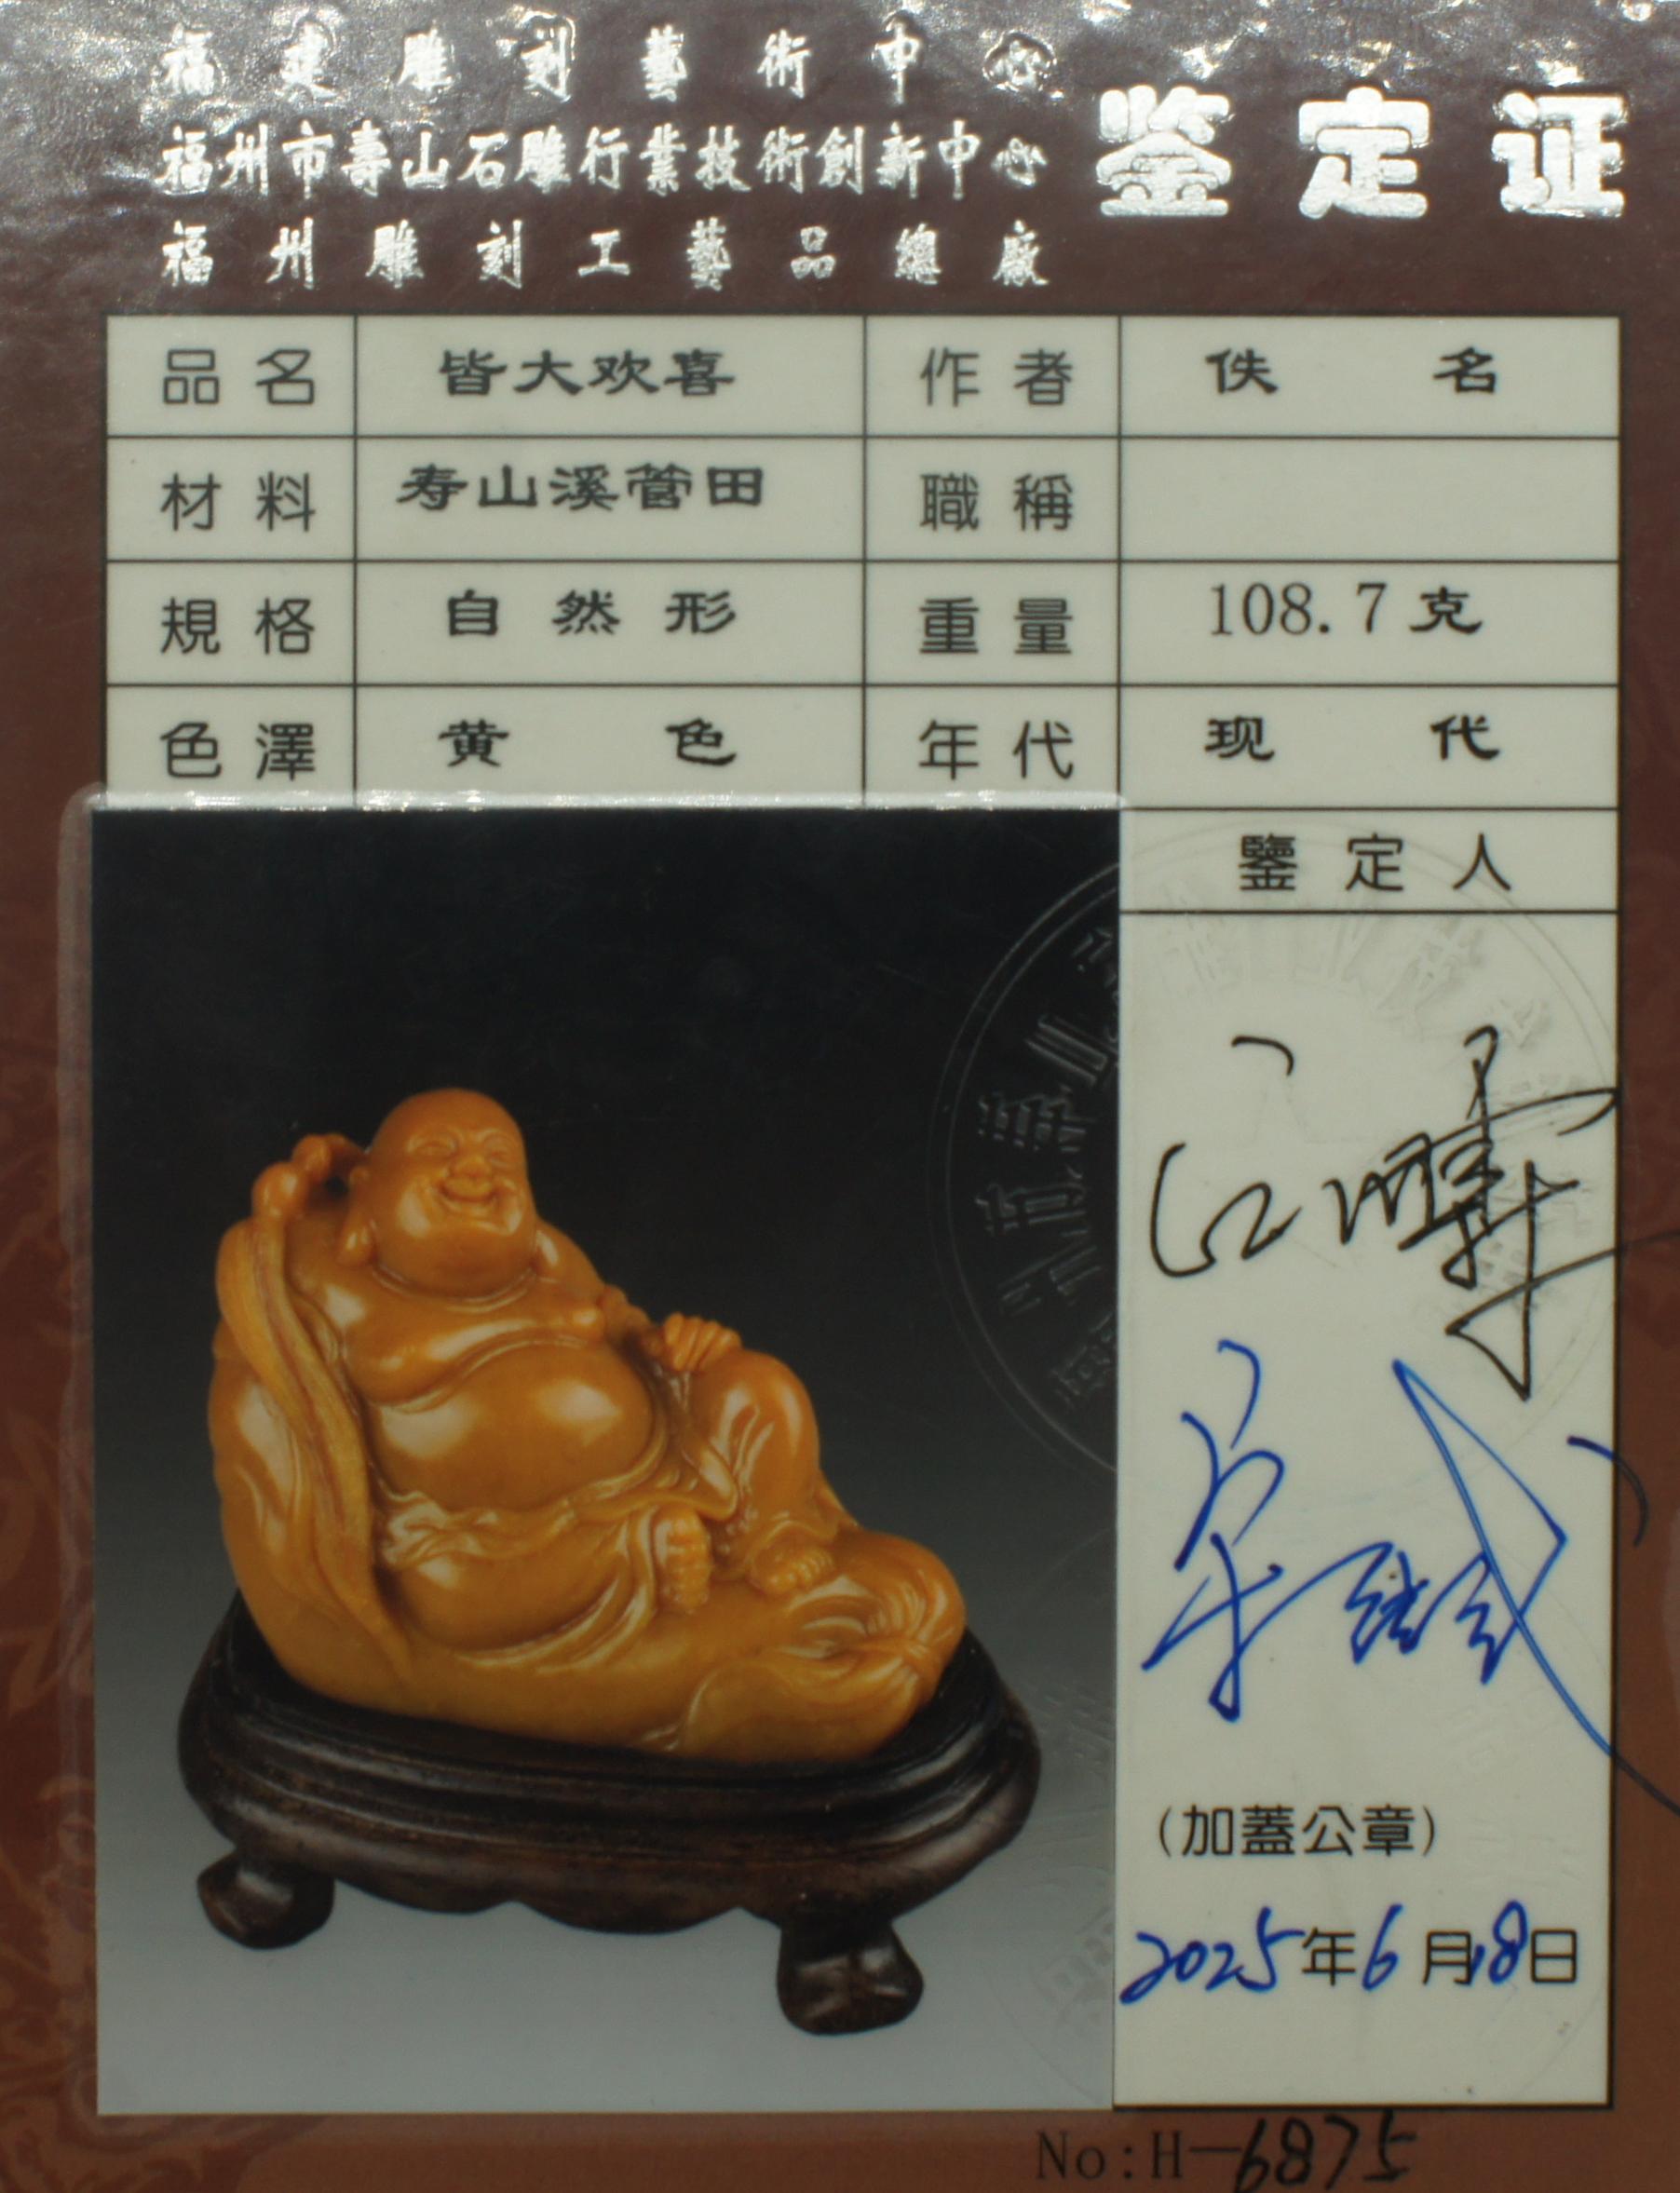 福建雕刻藝術中心
福州市壽山石雕行業技術創新中心
福州雕刻工藝品總廠
鉴定证
品名 皆大欢喜 作者 佚名
材料 寿山溪管田 職稱
規格 自然形 重量 108.7克
色澤 黄色 年代 现代
鑒定人
(加蓋公章)
2025年6月18日
No:H-6875